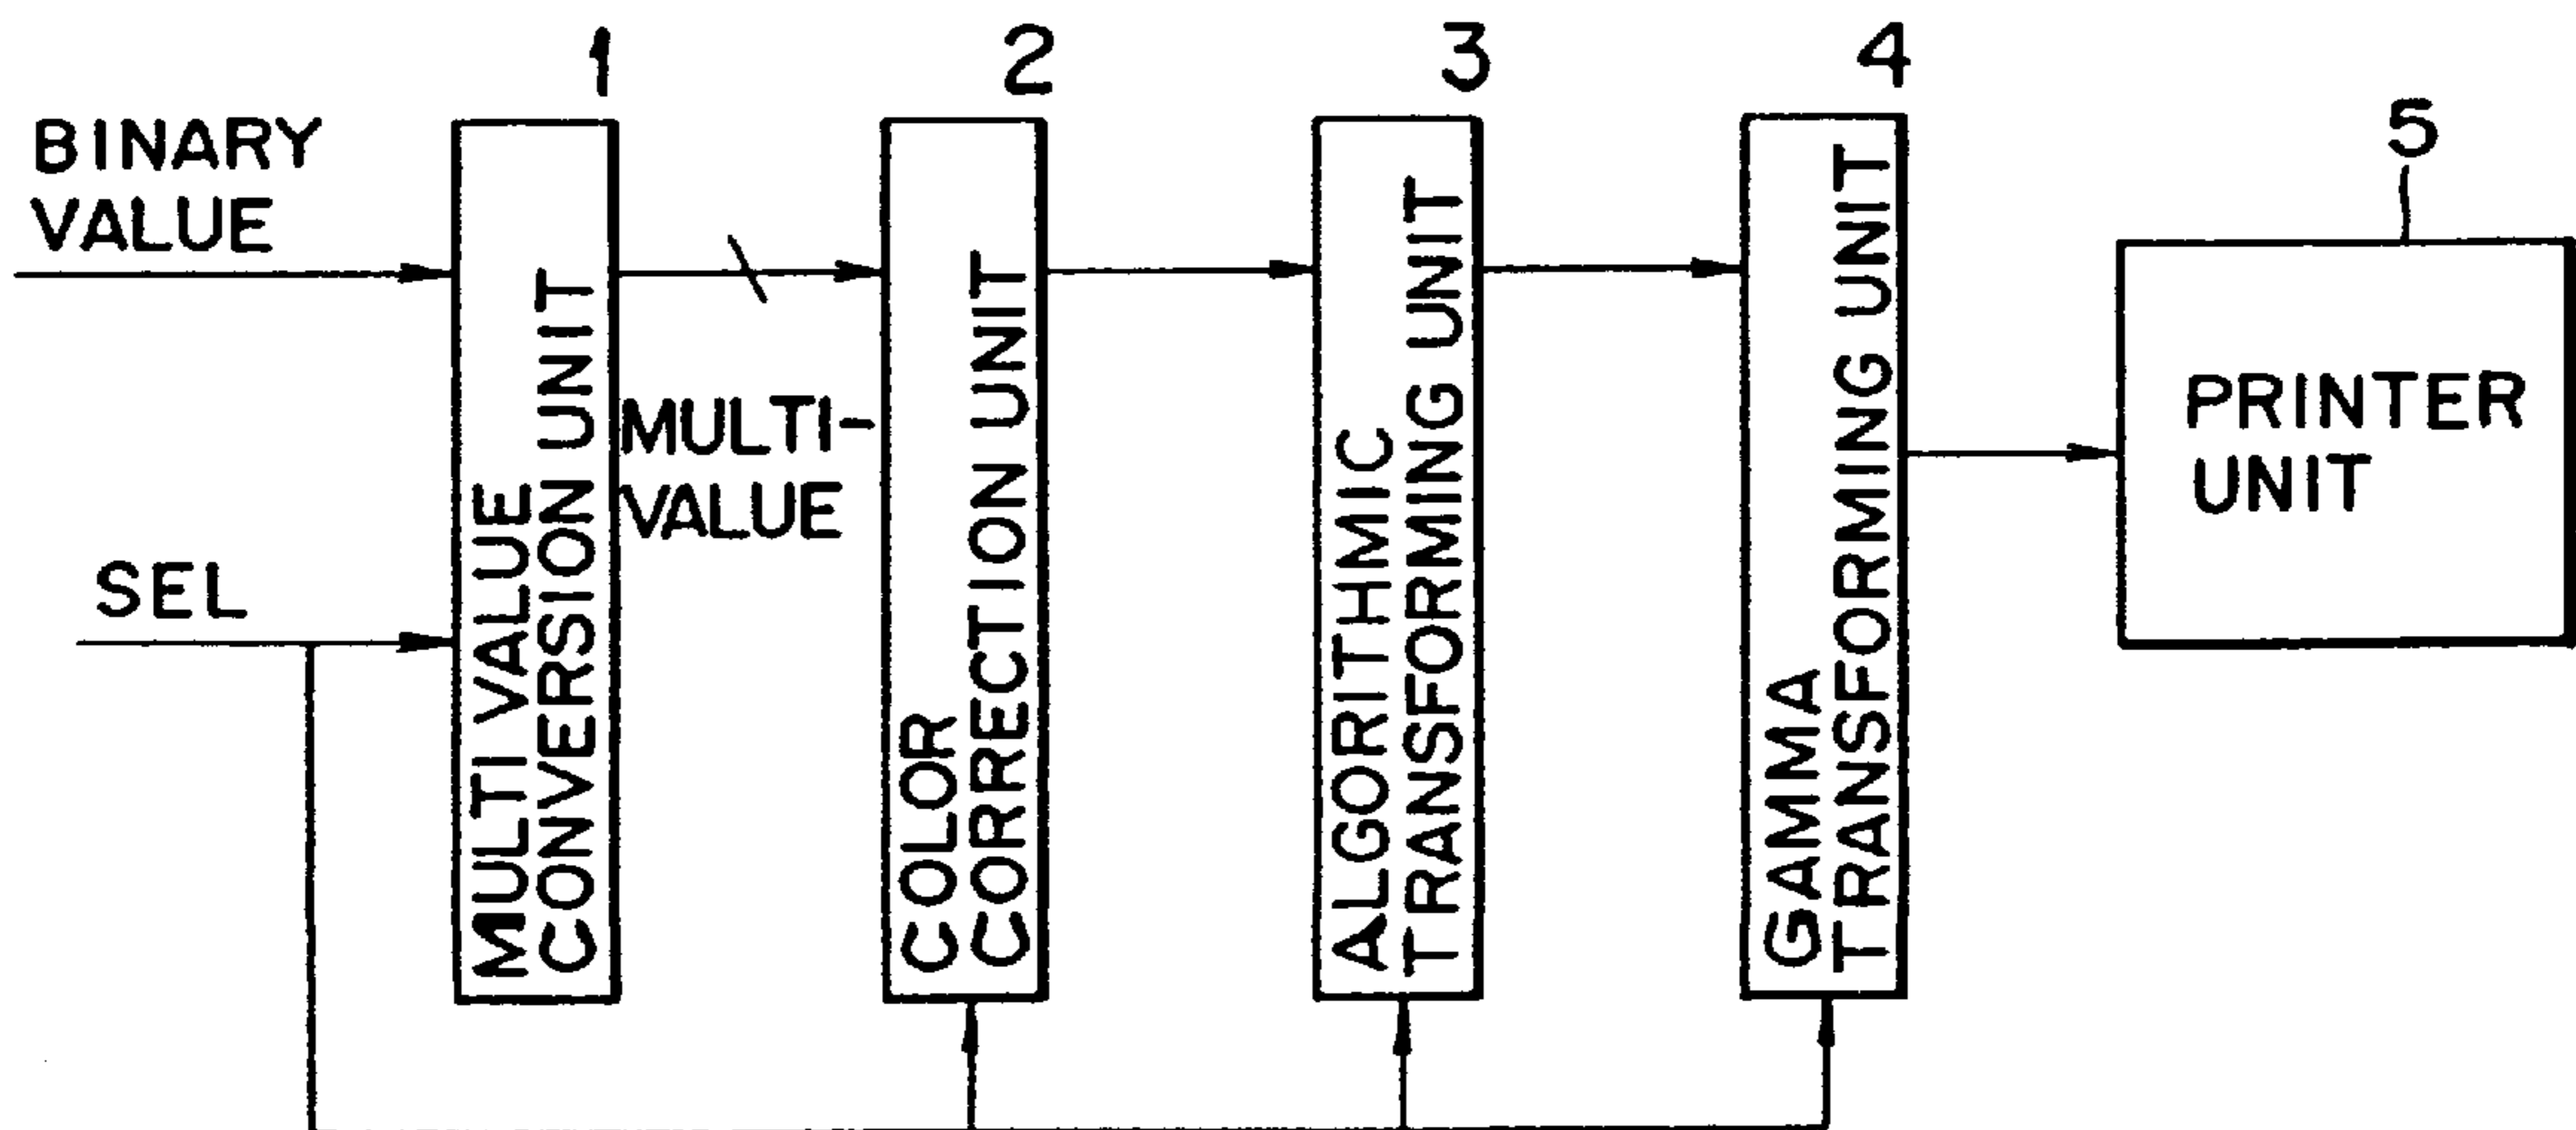 1
2
3
4
5
BINARY
VALUE
SEL
MULTI VALUE
CONVERSION UNIT
MULTI-
VALUE
COLOR
CORRECTION UNIT
ALGORITHMIC
TRANSFORMING UNIT
GAMMA
TRANSFORMING UNIT
PRINTER
UNIT